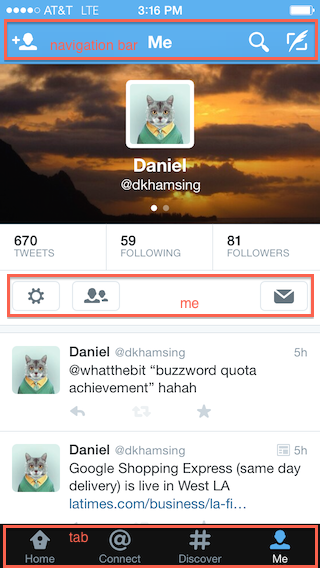 AT&T LTE 3:16 PM
navigation bar Me
Daniel
@dkhamsing
670 59 81
TWEETS FOLLOWING FOLLOWERS
me
Daniel @dkhamsing 5h
@whatthebit “buzzword quota
achievement” hahah
Daniel @dkhamsing 5h
Google Shopping Express (same day
delivery) is live in West LA
latimes.com/business/la-fi…
tab
Home Connect Discover Me